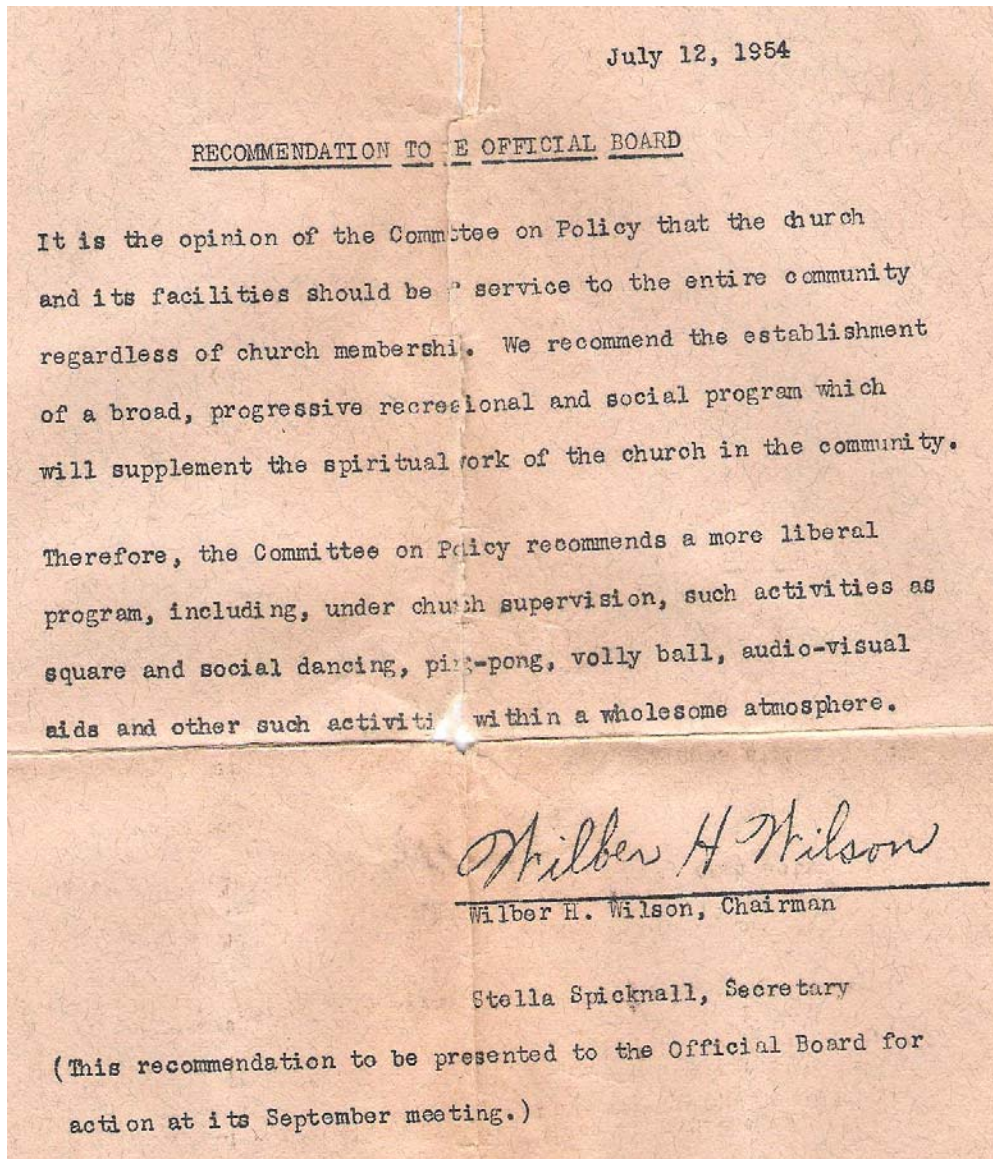 July 12, 1954
RECOMMENDATION TO E OFFICIAL BOARD
It is the opinion of the Committee on Policy that the church
and its facilities should be f service to the entire community
regardless of church membershi. We recommend the establishment
of a broad, progressive recreaional and social program which
will supplement the spiritual work of the church in the community.
Therefore, the Committee on Policy recommends a more liberal
program, including, under church supervision, such activities as
square and social dancing, ping-pong, volly ball, audio-visual
aids and other such activiti within a wholesome atmosphere.
Wilber H Wilson
Wilber H. Wilson, Chairman
Stella Spicknall, Secretary
(This recommendation to be presented to the Official Board for
action at its September meeting.)